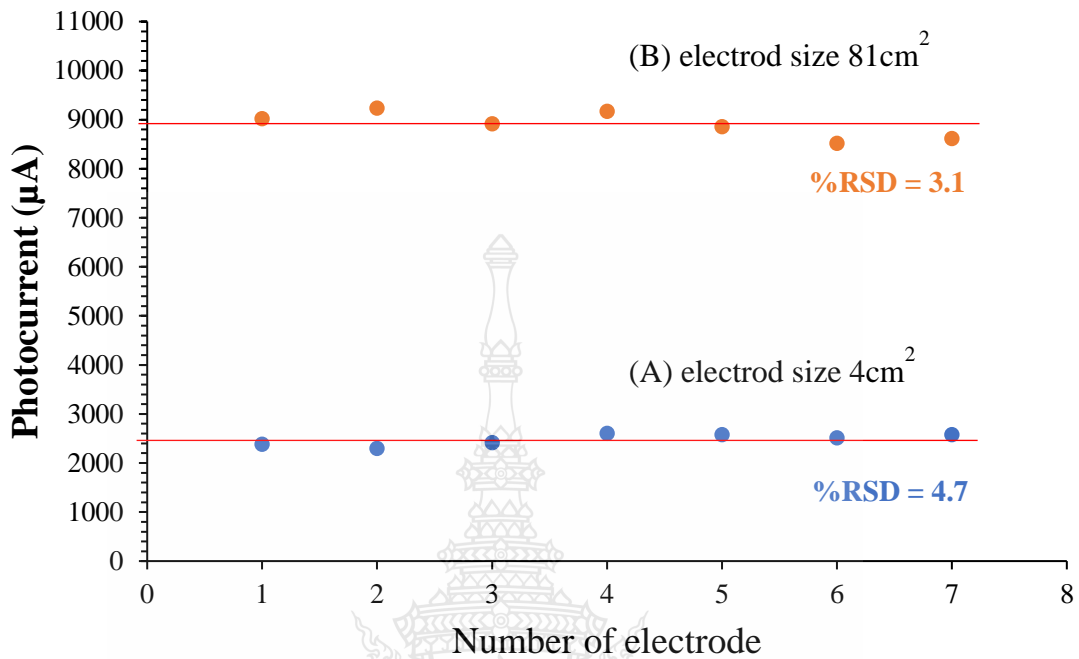 11000
10000
9000
8000
7000
6000
5000
4000
3000
2000
1000
0
Photocurrent (µA)
(B) electrod size 81cm²
%RSD = 3.1
(A) electrod size 4cm²
%RSD = 4.7
0 1 2 3 4 5 6 7 8
Number of electrode